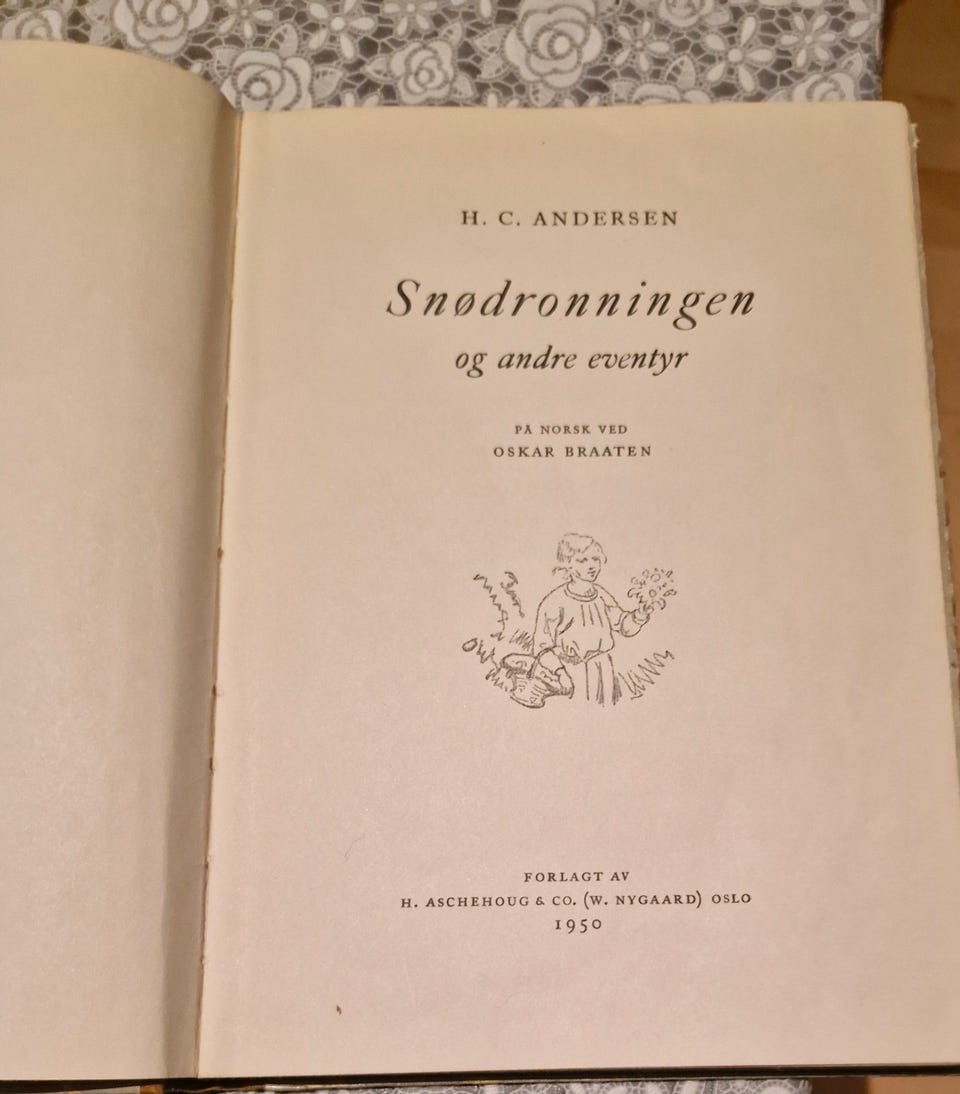 H. C. ANDERSEN
Snødronningen
og andre eventyr
PÅ NORSK VED
OSKAR BRAATEN
FORLAGT AV
H. ASCHEHOUG & CO. (W. NYGAARD) OSLO
1950